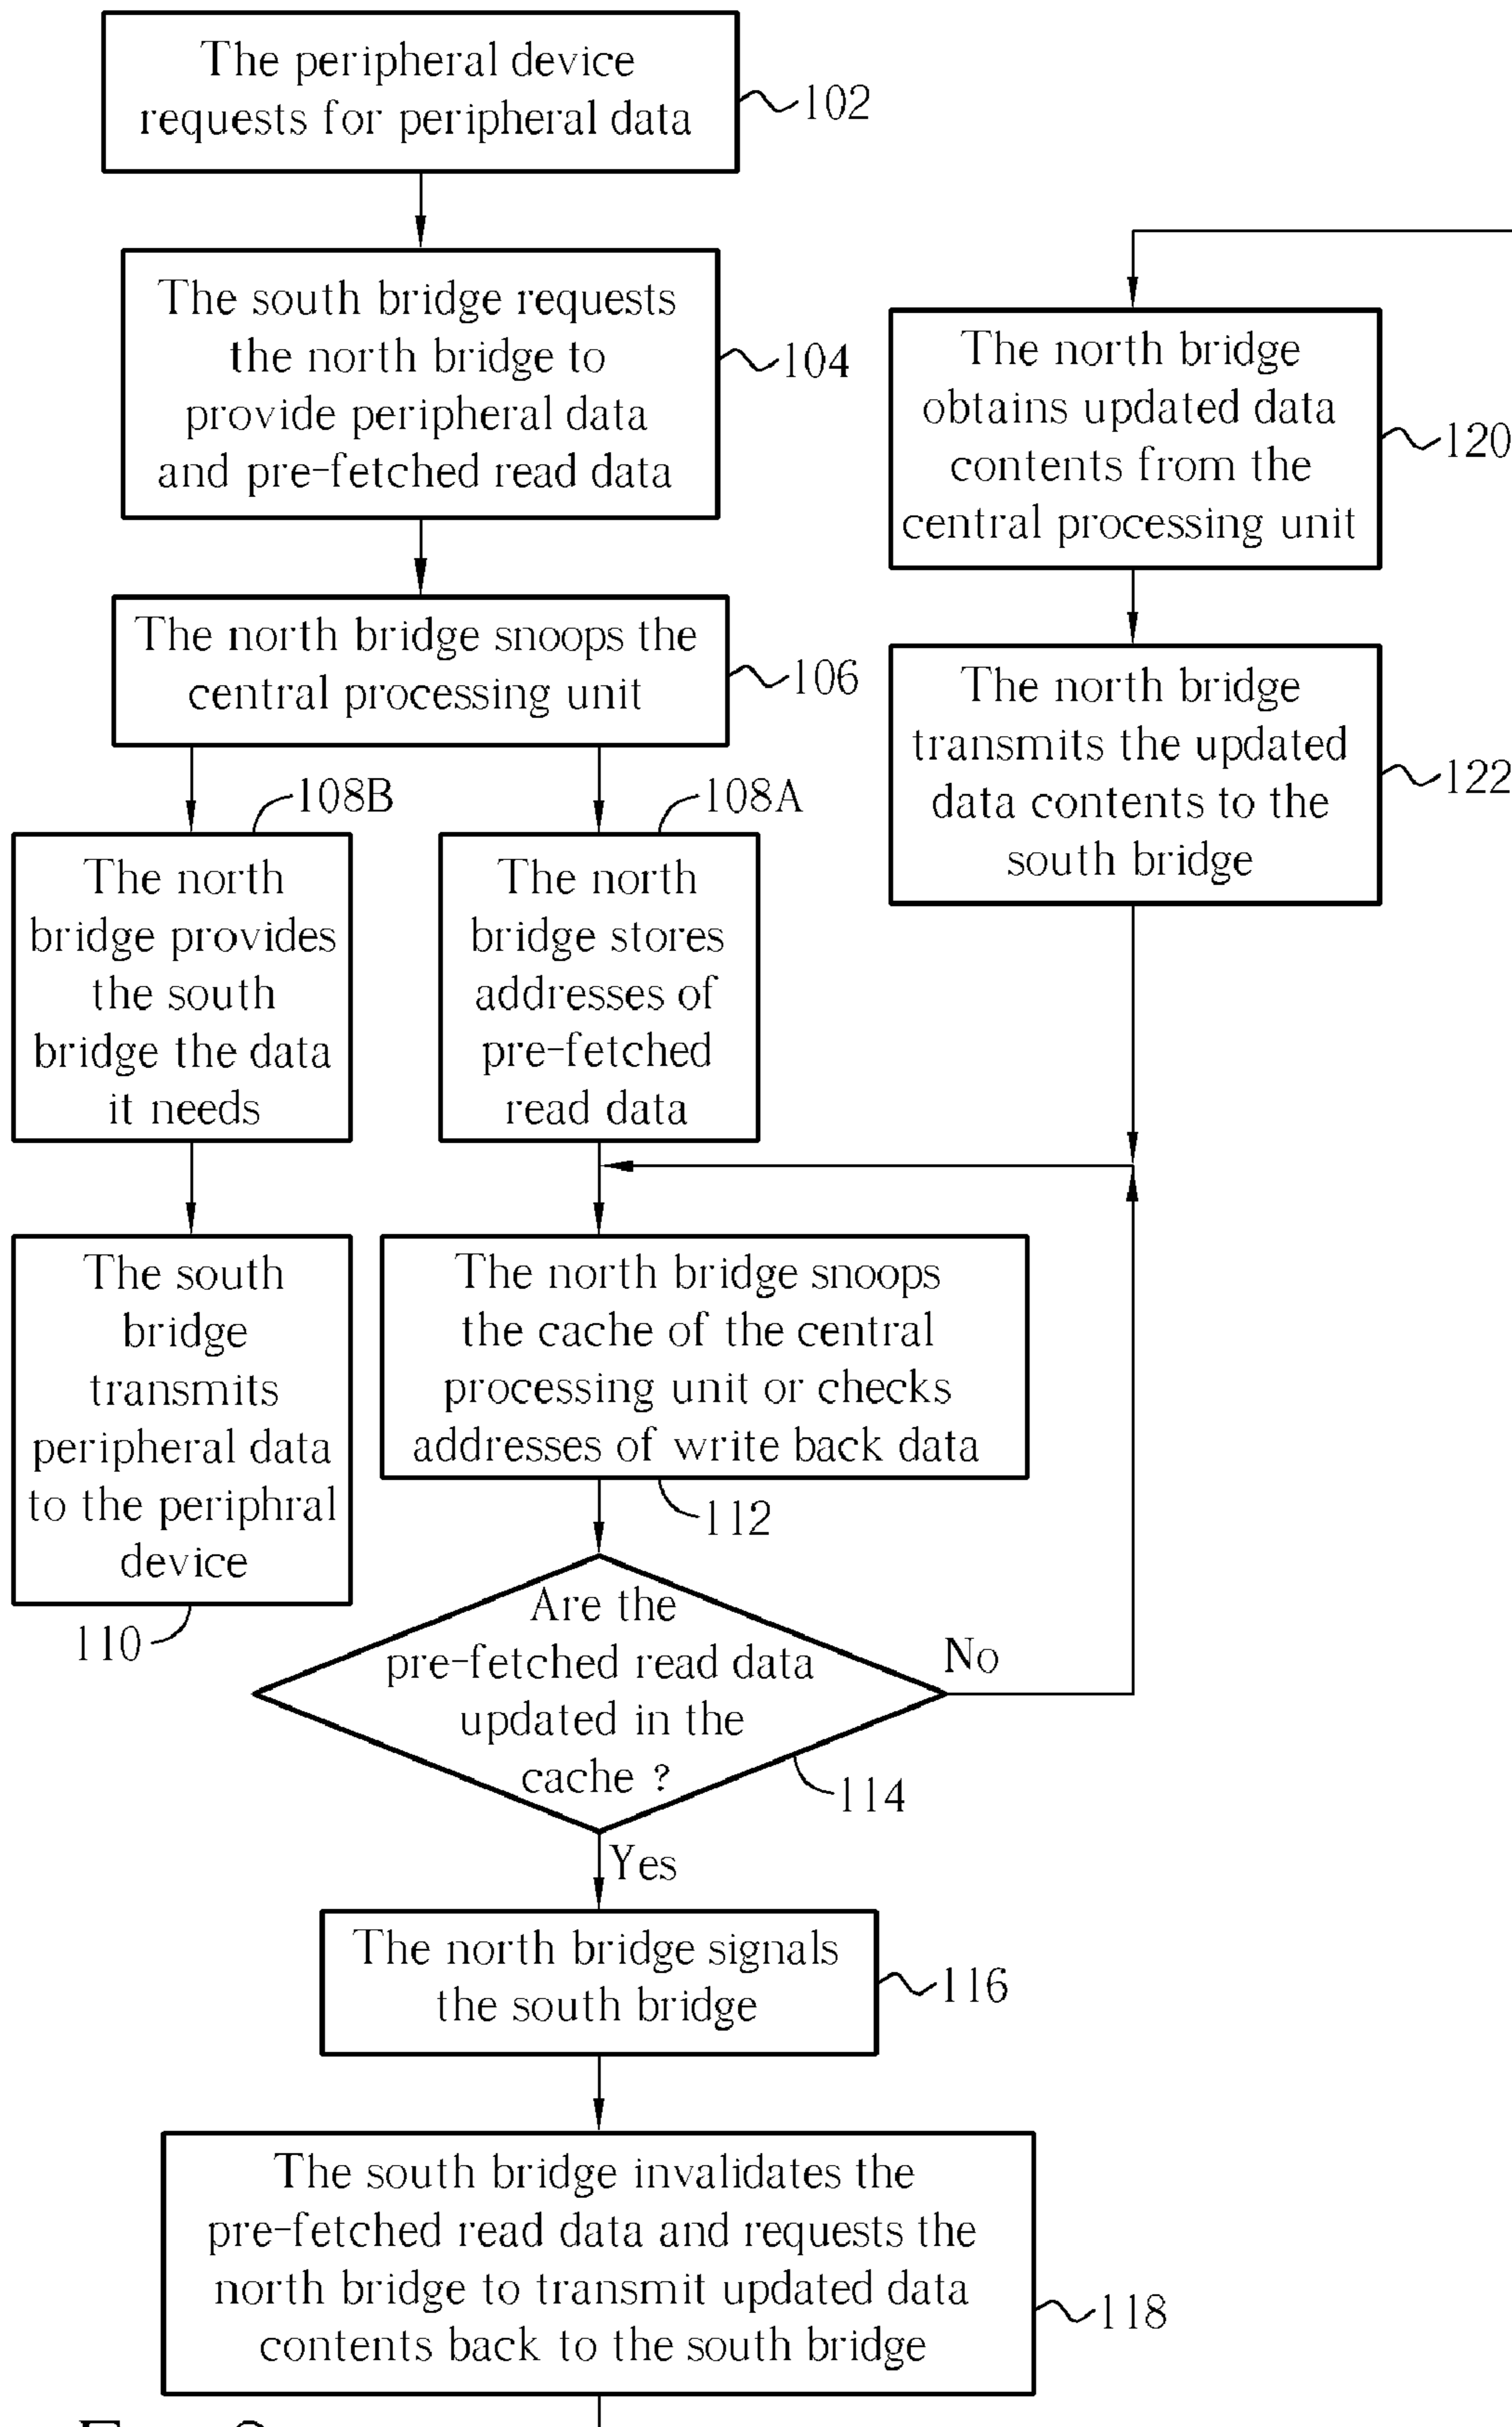 The peripheral device
requests for peripheral data
102
The south bridge requests
the north bridge to
provide peripheral data
and pre-fetched read data
104
The north bridge snoops the
central processing unit
106
108B
The north
bridge provides
the south
bridge the data
it needs
108A
The north
bridge stores
addresses of
pre-fetched
read data
The south
bridge
transmits
peripheral data
to the periphral
device
110
The north bridge snoops
the cache of the central
processing unit or checks
addresses of write back data
112
Are the
pre-fetched read data
updated in the
cache ?
114
No
Yes
The north bridge signals
the south bridge
116
The south bridge invalidates the
pre-fetched read data and requests the
north bridge to transmit updated data
contents back to the south bridge
118
The north bridge
obtains updated data
contents from the
central processing unit
120
The north bridge
transmits the updated
data contents to the
south bridge
122